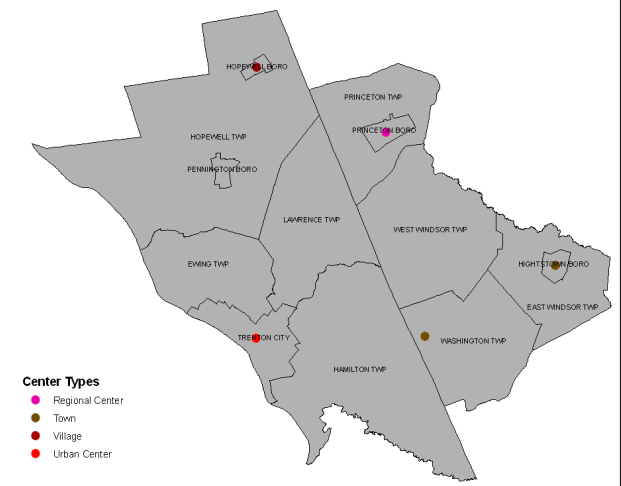 HOPEWELL BORO
PRINCETON TWP
PRINCETON BORO
HOPEWELL TWP
PENNINGTON BORO
LAWRENCE TWP
WEST WINDSOR TWP
EWING TWP
HIGHTSTOWN BORO
EAST WINDSOR TWP
TRENTON CITY
WASHINGTON TWP
HAMILTON TWP
Center Types
Regional Center
Town
Village
Urban Center